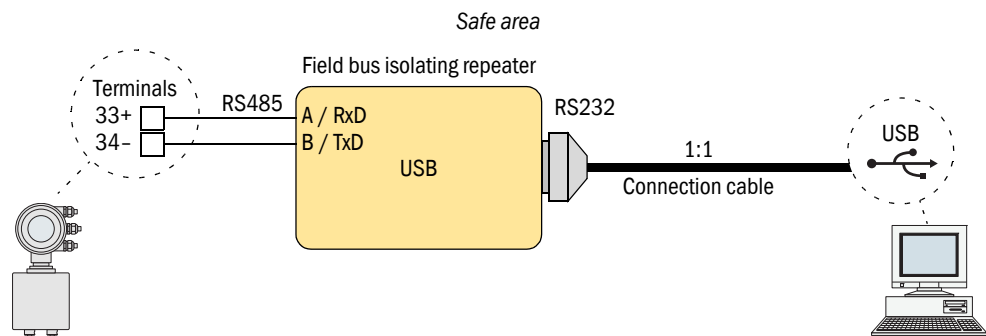 Safe area
Field bus isolating repeater
Terminals
33+
34–
RS485
A / RxD
B / TxD
USB
RS232
1:1
Connection cable
USB